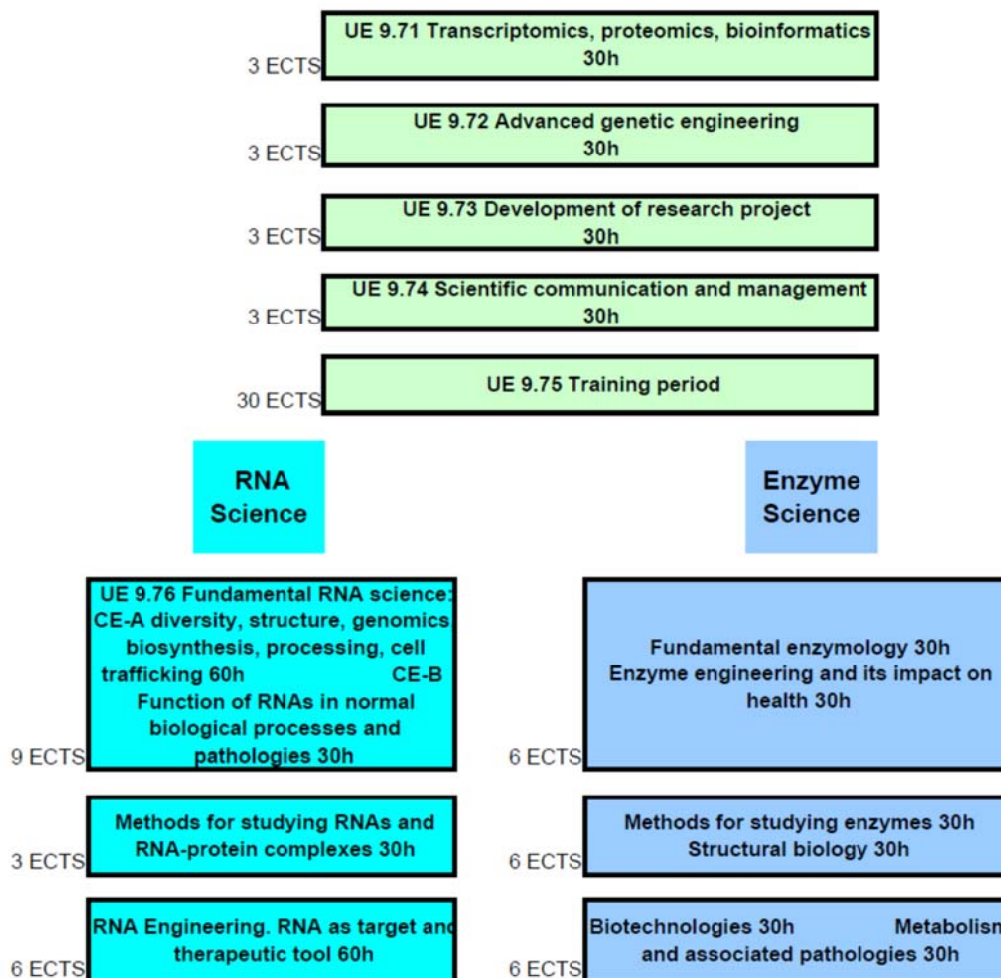 UE 9.71 Transcriptomics, proteomics, bioinformatics
30h
3 ECTS
UE 9.72 Advanced genetic engineering
30h
3 ECTS
UE 9.73 Development of research project
30h
3 ECTS
UE 9.74 Scientific communication and management
30h
3 ECTS
UE 9.75 Training period
30 ECTS
RNA
Science
Enzyme
Science
UE 9.76 Fundamental RNA science:
CE-A diversity, structure, genomics,
biosynthesis, processing, cell
trafficking 60h CE-B
Function of RNAs in normal
biological processes and
pathologies 30h
9 ECTS
Fundamental enzymology 30h
Enzyme engineering and its impact on
health 30h
6 ECTS
Methods for studying RNAs and
RNA-protein complexes 30h
3 ECTS
Methods for studying enzymes 30h
Structural biology 30h
6 ECTS
RNA Engineering. RNA as target and
therapeutic tool 60h
6 ECTS
Biotechnologies 30h Metabolism
and associated pathologies 30h
6 ECTS